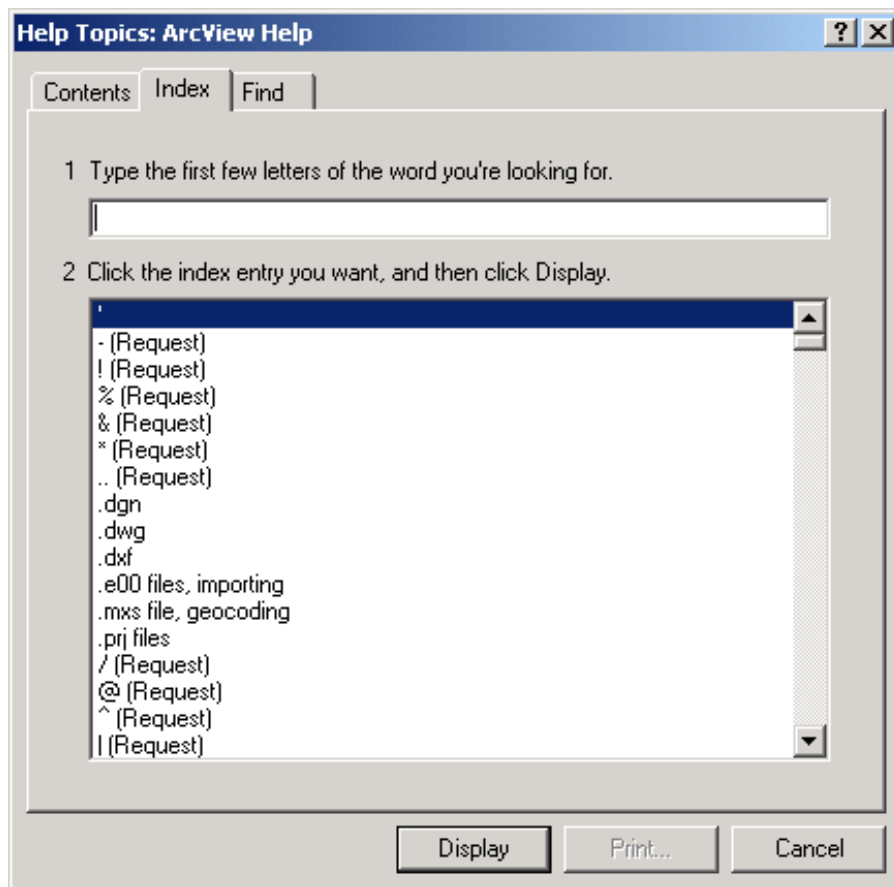 Help Topics: ArcView Help
Contents Index Find
1 Type the first few letters of the word you're looking for.
2 Click the index entry you want, and then click Display.
'
- (Request)
! (Request)
% (Request)
& (Request)
* (Request)
.. (Request)
.dgn
.dwg
.dxf
.e00 files, importing
.mxs file, geocoding
.prj files
/ (Request)
@ (Request)
^ (Request)
| (Request)
Display Print... Cancel